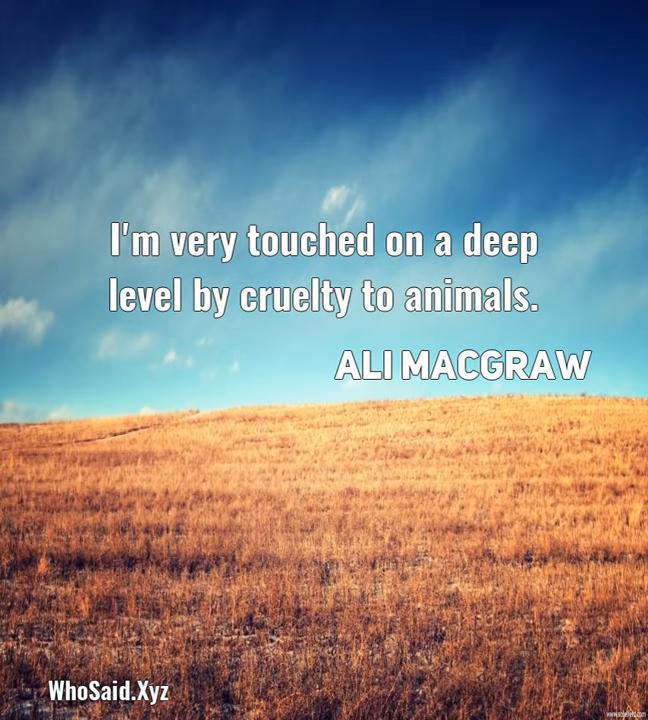 I'm very touched on a deep
level by cruelty to animals.
ALI MACGRAW
WhoSaid.Xyz